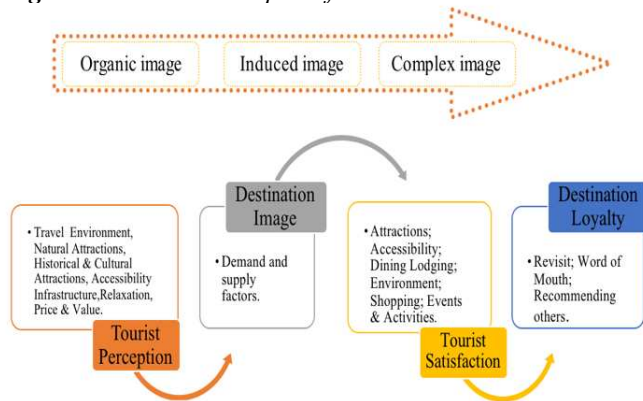 Organic image
Induced image
Complex image
Destination
Image
Destination
Loyalty
• Travel Environment,
Natural Attractions,
Historical & Cultural
Attractions, Accessibility
Infrastructure,Relaxation,
Price & Value.
• Demand and
supply
factors.
• Attractions;
Accessibility;
Dining Lodging;
Environment;
Shopping; Events
& Activities.
• Revisit; Word of
Mouth;
Recommending
others.
Tourist
Perception
Tourist
Satisfaction